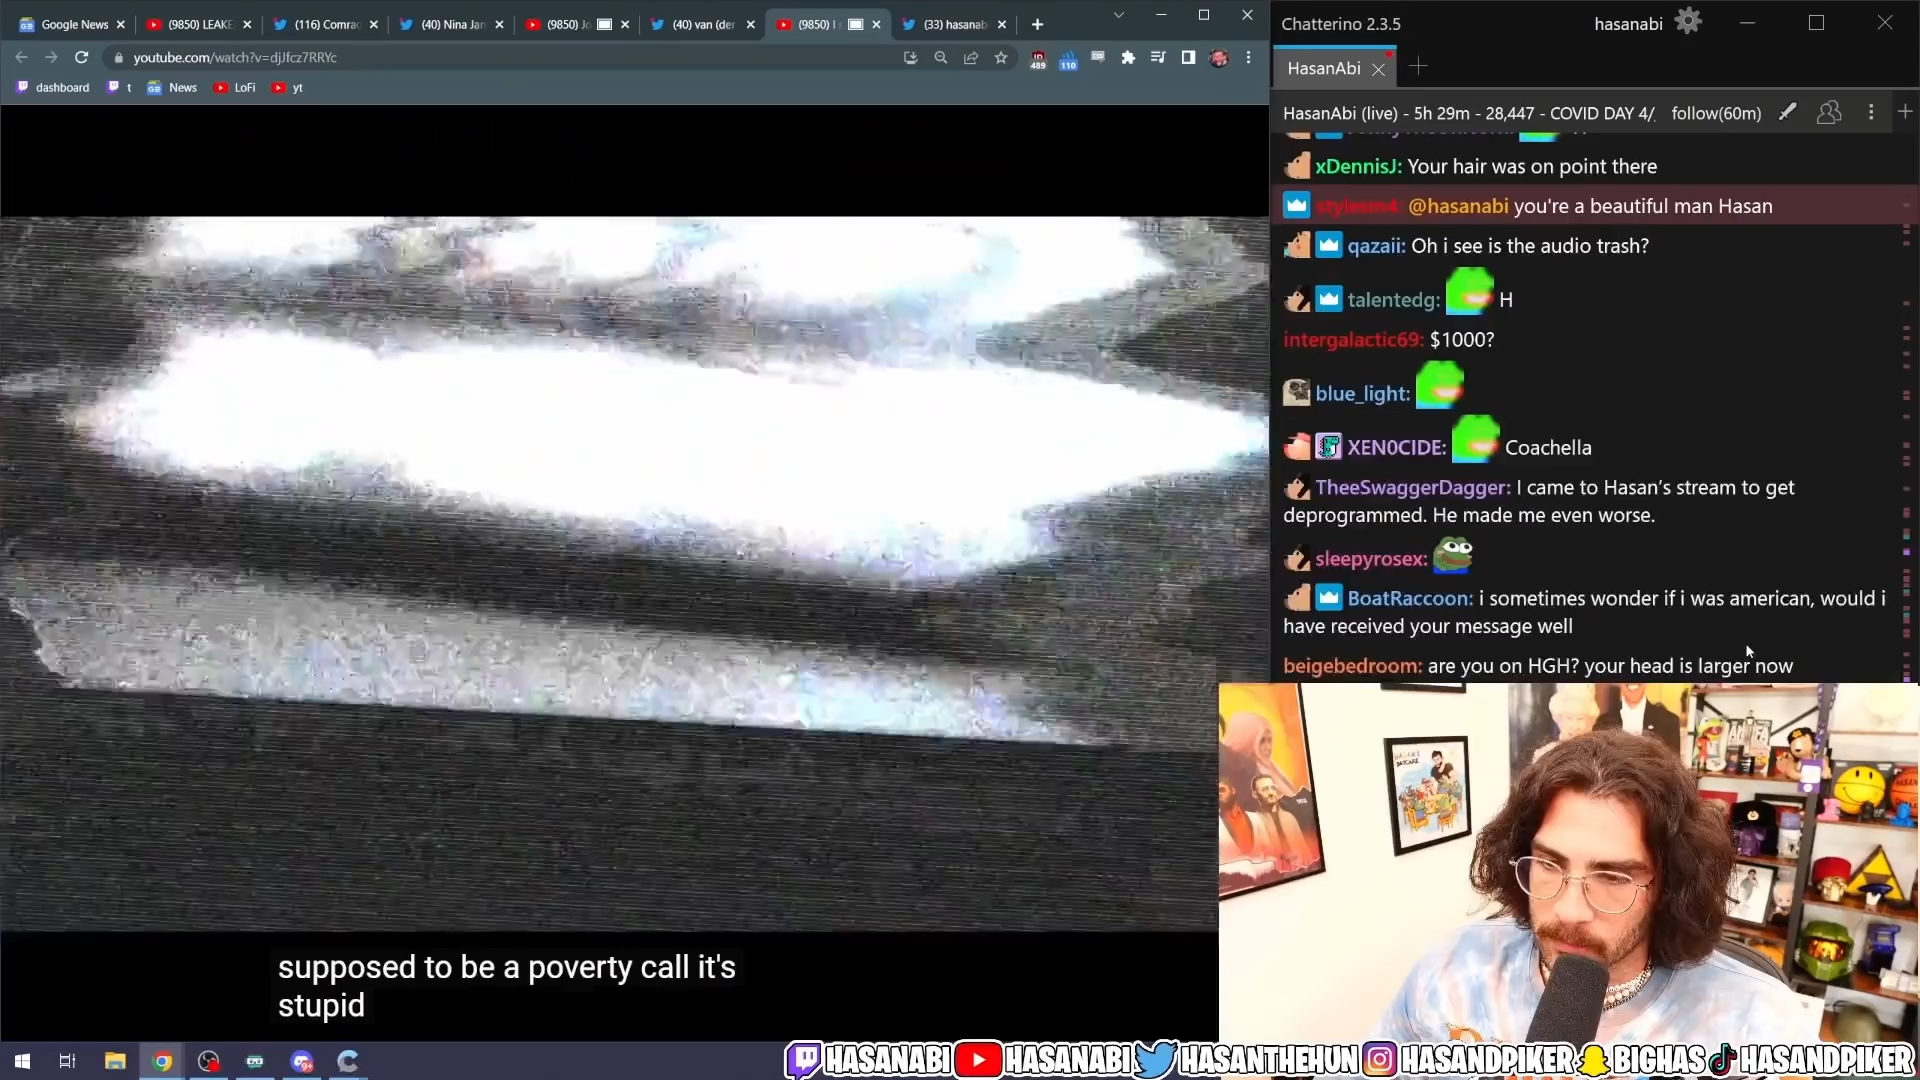 Google News
(9850) LEAKE
(116) Comra
(40) Nina Jan
(9850) Jo
(40) van (der
(9850) I
(33) hasanab
youtube.com/watch?v=djJfcz7RRYc
489
110
dashboard
t
News
LoFi
yt
supposed to be a poverty call it's
stupid
Chatterino 2.3.5
hasanabi
HasanAbi
HasanAbi (live) - 5h 29m - 28,447 - COVID DAY 4/
follow(60m)
xDennisJ: Your hair was on point there
@hasanabi you're a beautiful man Hasan
qazaii: Oh i see is the audio trash?
talentedg: H
intergalactic69: $1000?
blue_light:
XEN0CIDE: Coachella
TheeSwaggerDagger: I came to Hasan's stream to get
deprogrammed. He made me even worse.
sleepyrosex:
BoatRaccoon: i sometimes wonder if i was american, would i
have received your message well
beigebedroom: are you on HGH? your head is larger now
HASANABI
HASANABI
HASANTHEHUN
HASANDPIKER
BIGHAS
HASANDPIKER